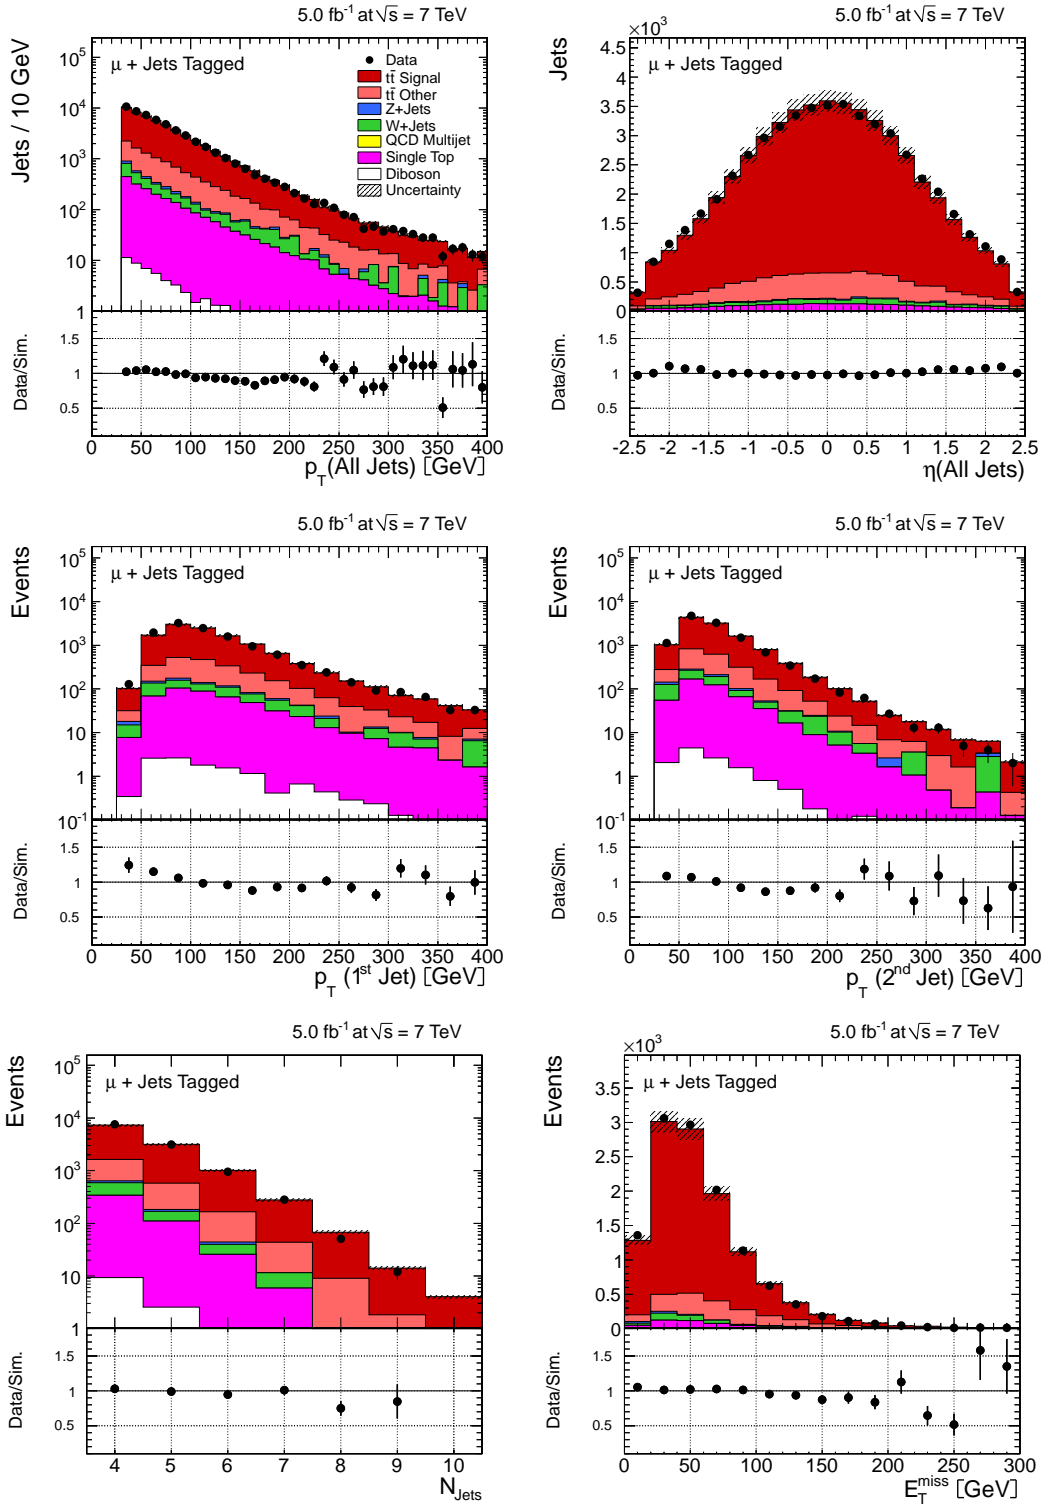 5.0 fb⁻¹ at √s = 7 TeV
Jets / 10 GeV
μ + Jets Tagged
Data
tt̄ Signal
tt̄ Other
Z+Jets
W+Jets
QCD Multijet
Single Top
Diboson
Uncertainty
10⁵
10⁴
10³
10²
10
1
Data/Sim.
1.5
1
0.5
0 50 100 150 200 250 300 350 400
p_T(All Jets) [GeV]
5.0 fb⁻¹ at √s = 7 TeV
×10³
Jets
μ + Jets Tagged
4.5
4
3.5
3
2.5
2
1.5
1
0.5
0
Data/Sim.
1.5
1
0.5
-2.5 -2 -1.5 -1 -0.5 0 0.5 1 1.5 2 2.5
η(All Jets)
5.0 fb⁻¹ at √s = 7 TeV
Events
μ + Jets Tagged
10⁵
10⁴
10³
10²
10
1
10⁻¹
Data/Sim.
1.5
1
0.5
0 50 100 150 200 250 300 350 400
p_T (1ˢᵗ Jet) [GeV]
5.0 fb⁻¹ at √s = 7 TeV
Events
μ + Jets Tagged
10⁵
10⁴
10³
10²
10
1
10⁻¹
Data/Sim.
1.5
1
0.5
0 50 100 150 200 250 300 350 400
p_T (2ⁿᵈ Jet) [GeV]
5.0 fb⁻¹ at √s = 7 TeV
Events
μ + Jets Tagged
10⁵
10⁴
10³
10²
10
1
Data/Sim.
1
1.5
1
0.5
4 5 6 7 8 9 10
N_Jets
5.0 fb⁻¹ at √s = 7 TeV
×10³
Events
μ + Jets Tagged
3.5
3
2.5
2
1.5
1
0.5
0
Data/Sim.
1.5
1
0.5
0 50 100 150 200 250 300
E_T^miss [GeV]